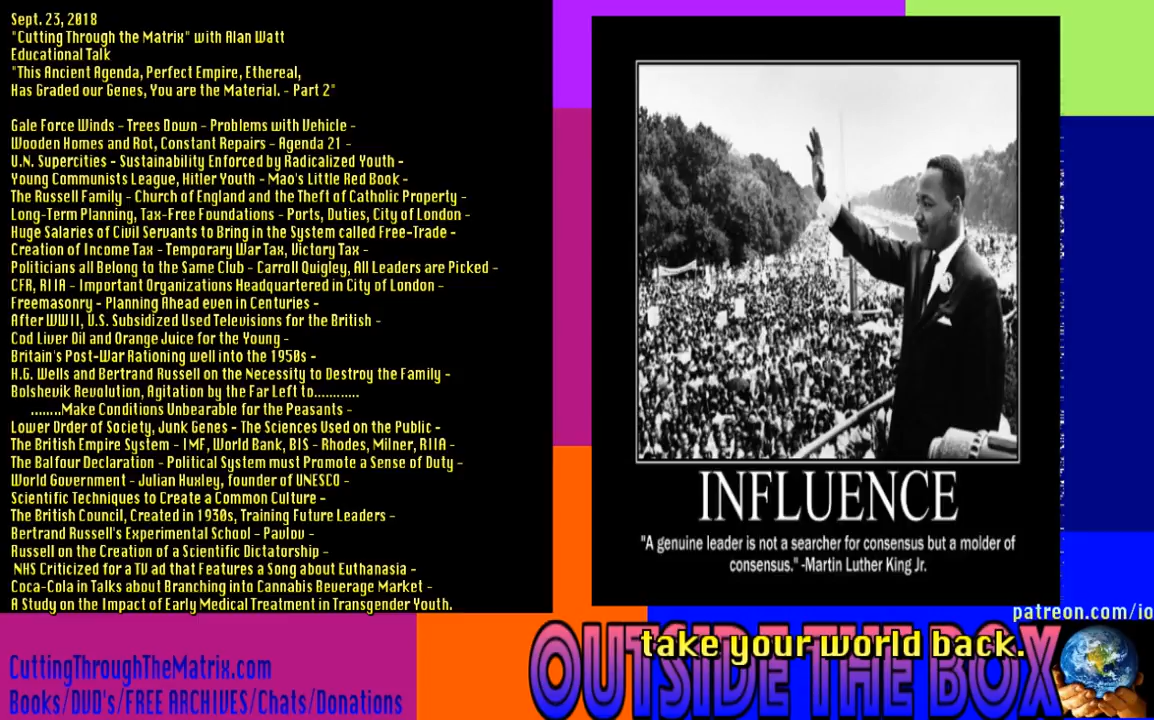 Sept. 23, 2018
"Cutting Through the Matrix" with Alan Watt
Educational Talk
"This Ancient Agenda, Perfect Empire, Ethereal,
Has Graded our Genes, You are the Material. - Part 2"
Gale Force Winds - Trees Down - Problems with Vehicle -
Wooden Homes and Rot, Constant Repairs - Agenda 21 -
U.N. Supercities - Sustainability Enforced by Radicalized Youth -
Young Communists League, Hitler Youth - Mao's Little Red Book -
The Russell Family - Church of England and the Theft of Catholic Property -
Long-Term Planning, Tax-Free Foundations - Ports, Duties, City of London -
Huge Salaries of Civil Servants to Bring in the System called Free-Trade -
Creation of Income Tax - Temporary War Tax, Victory Tax -
Politicians all Belong to the Same Club - Carroll Quigley, All Leaders are Picked -
CFR, RIIA - Important Organizations Headquartered in City of London -
Freemasonry - Planning Ahead even in Centuries -
After WWII, U.S. Subsidized Used Televisions for the British -
Cod Liver Oil and Orange Juice for the Young -
Britain's Post-War Rationing well into the 1950s -
H.G. Wells and Bertrand Russell on the Necessity to Destroy the Family -
Bolshevik Revolution, Agitation by the Far Left to............
........Make Conditions Unbearable for the Peasants -
Lower Order of Society, Junk Genes - The Sciences Used on the Public -
The British Empire System - IMF, World Bank, BIS - Rhodes, Milner, RIIA -
The Balfour Declaration - Political System must Promote a Sense of Duty -
World Government - Julian Huxley, founder of UNESCO -
Scientific Techniques to Create a Common Culture -
The British Council, Created in 1930s, Training Future Leaders -
Bertrand Russell's Experimental School - Pavlov -
Russell on the Creation of a Scientific Dictatorship -
NHS Criticized for a TV ad that Features a Song about Euthanasia -
Coca-Cola in Talks about Branching into Cannabis Beverage Market -
A Study on the Impact of Early Medical Treatment in Transgender Youth.
INFLUENCE
"A genuine leader is not a searcher for consensus but a molder of
consensus." -Martin Luther King Jr.
patreon.com/io
OUTSIDE THE BOX
take your world back.
CuttingThroughTheMatrix.com
Books/DVD's/FREE ARCHIVES/Chats/Donations